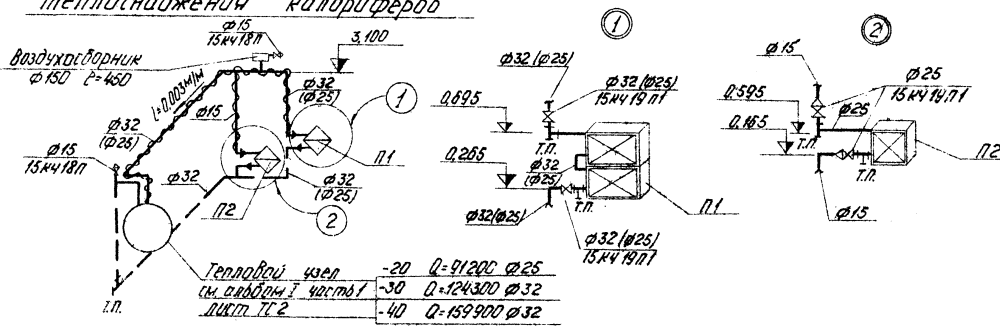 теплоснабжения калориферов
ф15
15кч18п
Воздухосборник
ф150 ℓ=450
3,100
i=0,003м/м
ф32
(ф25)
ф15
ф32
(ф25)
1
П1
ф15
15кч18п
ф32
П2
ф32
(ф25)
2
Т.П.
Тепловой узел
см. альбом I часть 1
лист ТС2
-20 Q=91200 ф25
-30 Q=124300 ф32
-40 Q=159900 ф32
1
ф32 (ф25)
ф32 (ф25)
15кч19п1
0,695
Т.П.
0,265
ф32
(ф25)
Т.П.
ф32(ф25)
П1
ф32 (ф25)
15кч19п1
2
ф15
ф25
15кч19п1
0,595
ф25
0,165
Т.П.
П2
Т.П.
ф15